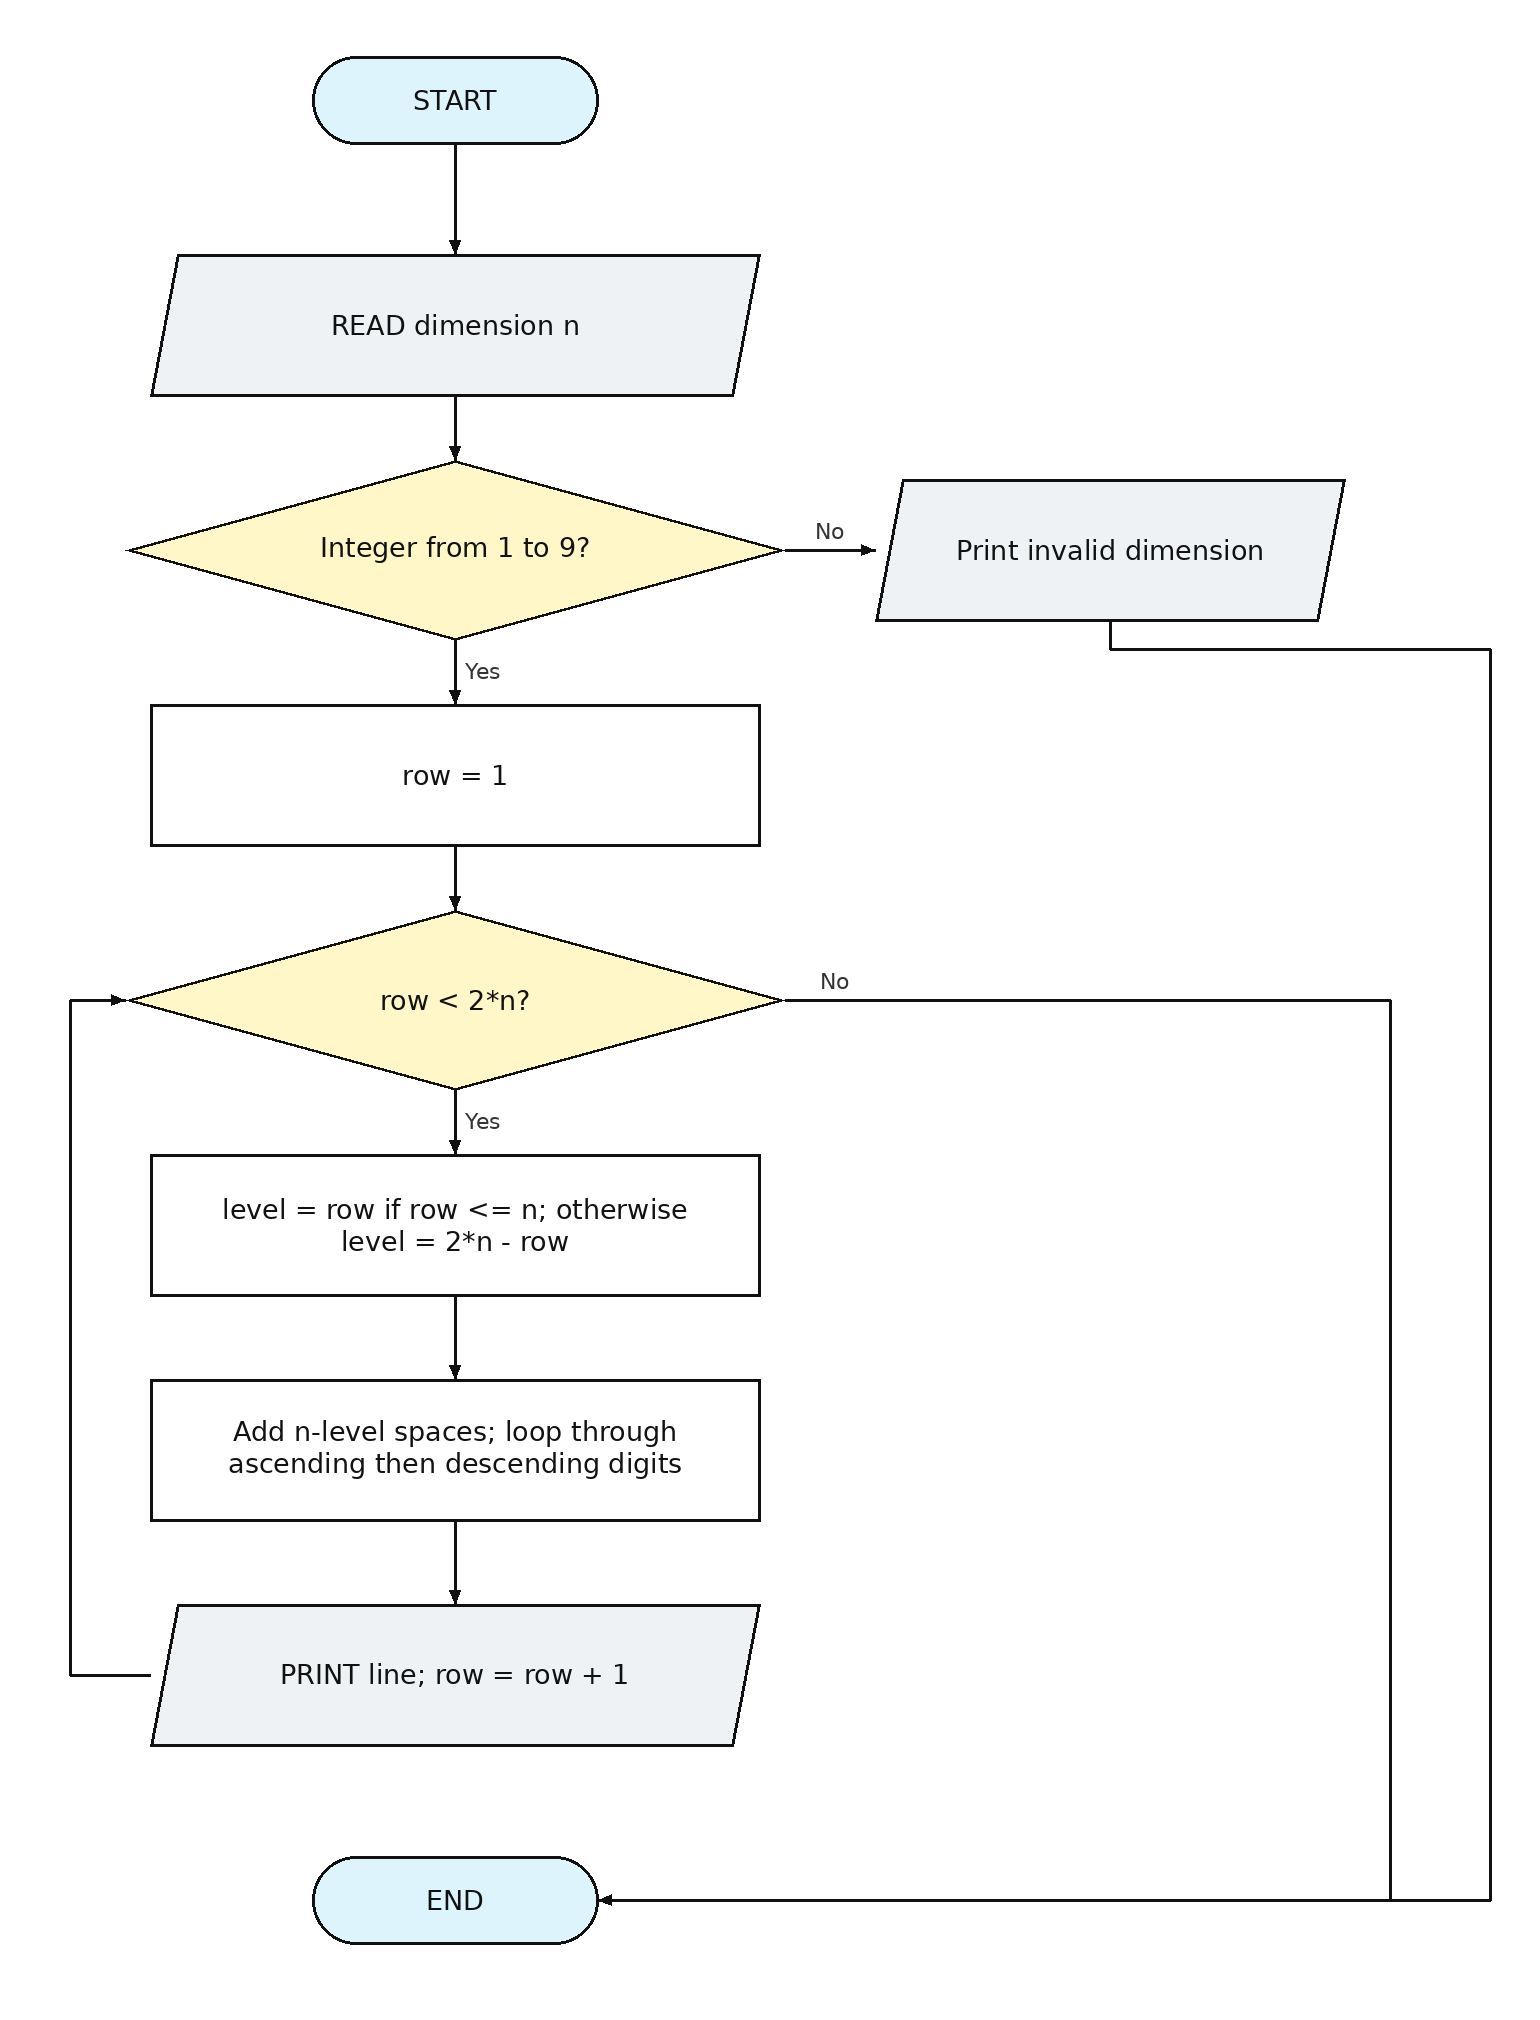 START
READ dimension n
Integer from 1 to 9?
No
Print invalid dimension
Yes
row = 1
row < 2*n?
No
Yes
level = row if row <= n; otherwise
level = 2*n - row
Add n-level spaces; loop through
ascending then descending digits
PRINT line; row = row + 1
END